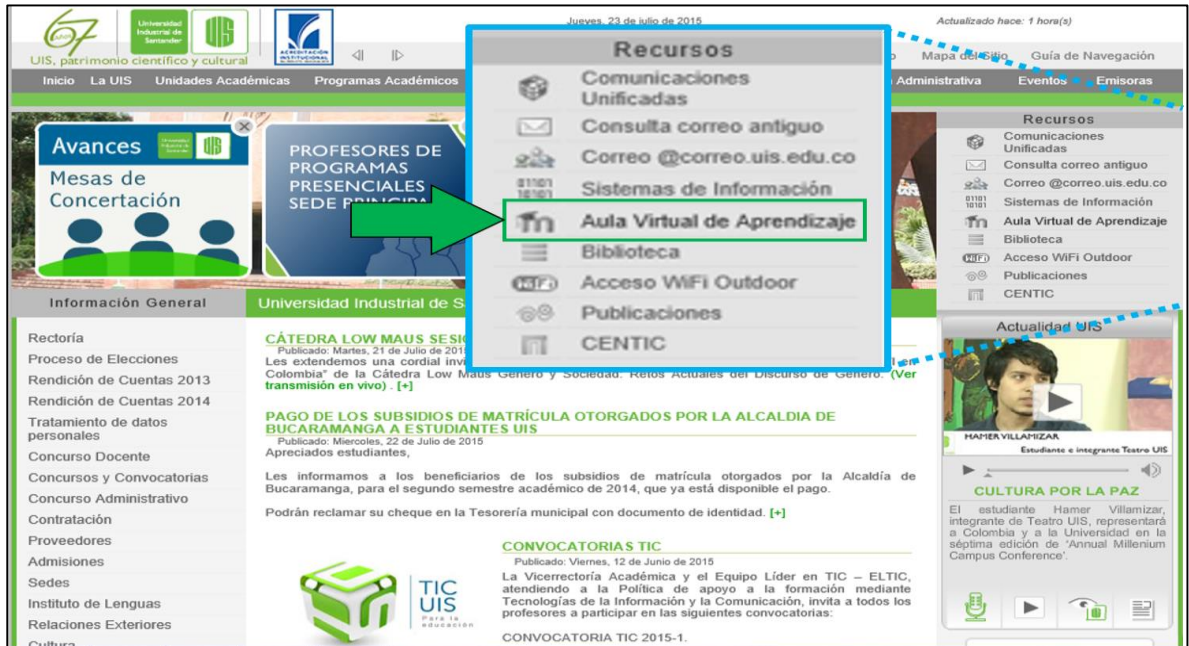 67
UIS, patrimonio científico y cultural
Universidad
Industrial de
Santander
UIS
ACREDITACIÓN
INSTITUCIONAL
Jueves, 23 de julio de 2015
Actualizado hace: 1 hora(s)
Mapa del Sitio Guía de Navegación
Inicio La UIS Unidades Académicas Programas Académicos
Administrativa Eventos Emisoras
Avances
Mesas de
Concertación
PROFESORES DE
PROGRAMAS
PRESENCIALES
SEDE
Recursos
Comunicaciones
Unificadas
Consulta correo antiguo
Correo @correo.uis.edu.co
Sistemas de Información
Aula Virtual de Aprendizaje
Biblioteca
Acceso WiFi Outdoor
Publicaciones
CENTIC
Recursos
Comunicaciones
Unificadas
Consulta correo antiguo
Correo @correo.uis.edu.co
Sistemas de Información
Aula Virtual de Aprendizaje
Biblioteca
Acceso WiFi Outdoor
Publicaciones
CENTIC
Información General
Rectoría
Proceso de Elecciones
Rendición de Cuentas 2013
Rendición de Cuentas 2014
Tratamiento de datos
personales
Concurso Docente
Concursos y Convocatorias
Concurso Administrativo
Contratación
Proveedores
Admisiones
Sedes
Instituto de Lenguas
Relaciones Exteriores
Cultura
Universidad Industrial de
CÁTEDRA LOW MAUS
Publicado: Martes, 21 de Julio de
Les extendemos una cordial
en
Colombia" de la Cátedra Low Maus Género y Sociedad: Retos Actuales del Discurso de Género. (Ver
transmisión en vivo) . [+]
PAGO DE LOS SUBSIDIOS DE MATRÍCULA OTORGADOS POR LA ALCALDIA DE
BUCARAMANGA A ESTUDIANTES UIS
Publicado: Miercoles, 22 de Julio de 2015
Apreciados estudiantes,
Les informamos a los beneficiarios de los subsidios de matrícula otorgados por la Alcaldía de
Bucaramanga, para el segundo semestre académico de 2014, que ya está disponible el pago.
Podrán reclamar su cheque en la Tesorería municipal con documento de identidad. [+]
TIC
UIS
Para la
educación
CONVOCATORIAS TIC
Publicado: Viernes, 12 de Junio de 2015
La Vicerrectoría Académica y el Equipo Líder en TIC – ELTIC,
atendiendo a la Política de apoyo a la formación mediante
Tecnologías de la Información y la Comunicación, invita a todos los
profesores a participar en las siguientes convocatorias:
CONVOCATORIA TIC 2015-1.
Actualidad UIS
HAMER VILLAMIZAR
Estudiante e integrante Teatro UIS
CULTURA POR LA PAZ
El estudiante Hamer Villamizar,
integrante de Teatro UIS, representará
a Colombia y a la Universidad en la
séptima edición de 'Annual Millenium
Campus Conference'.